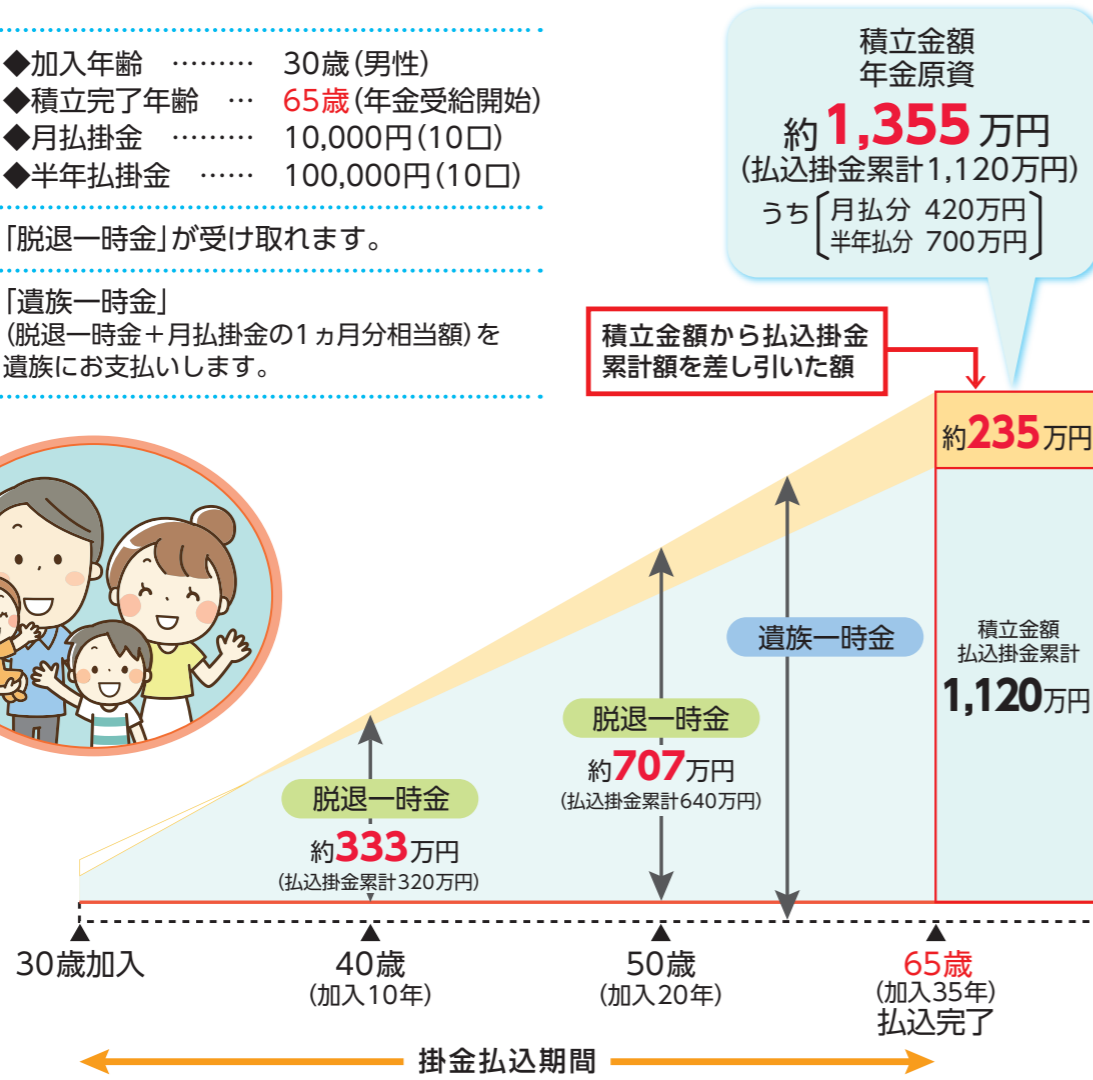 ◆加入年齢 ……… 30歳(男性)
◆積立完了年齢 … 65歳(年金受給開始)
◆月払掛金 ……… 10,000円(10口)
◆半年払掛金 …… 100,000円(10口)
「脱退一時金」が受け取れます。
「遺族一時金」
(脱退一時金＋月払掛金の1ヵ月分相当額)を
遺族にお支払いします。
積立金額
年金原資
約1,355万円
(払込掛金累計1,120万円)
うち[月払分 420万円
半年払分 700万円]
積立金額から払込掛金
累計額を差し引いた額
約235万円
遺族一時金
積立金額
払込掛金累計
1,120万円
脱退一時金
約707万円
(払込掛金累計640万円)
脱退一時金
約333万円
(払込掛金累計320万円)
30歳加入
40歳
(加入10年)
50歳
(加入20年)
65歳
(加入35年)
払込完了
掛金払込期間